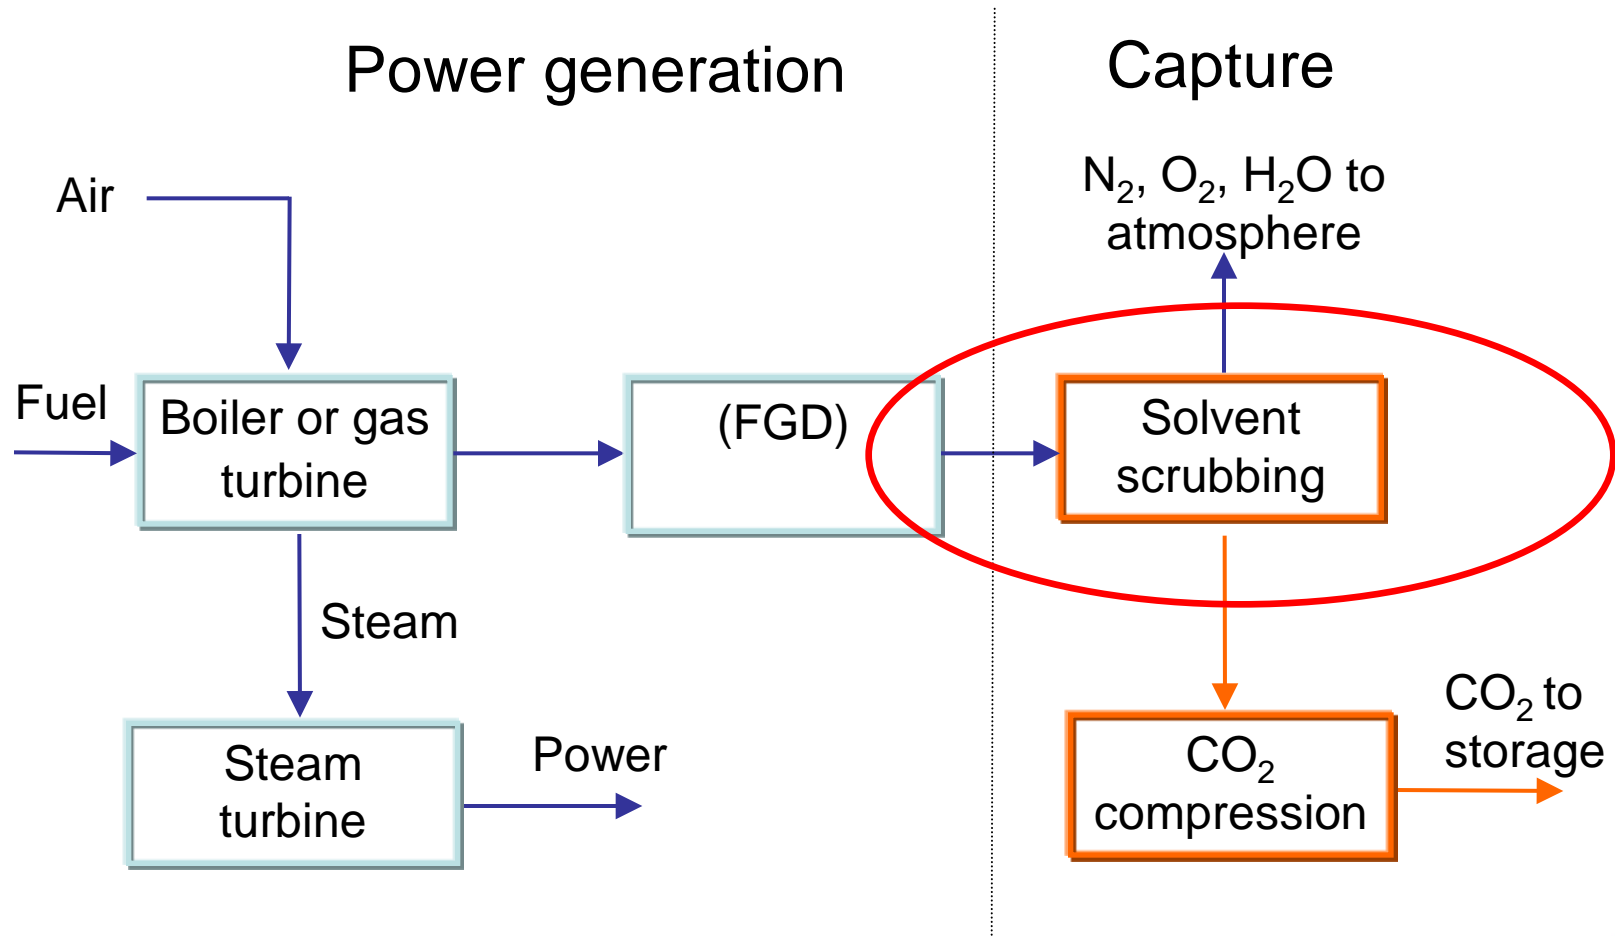 Power generation
Capture
Air
N₂, O₂, H₂O to
atmosphere
Fuel
Boiler or gas
turbine
(FGD)
Solvent
scrubbing
Steam
Steam
turbine
Power
CO₂
compression
CO₂ to
storage